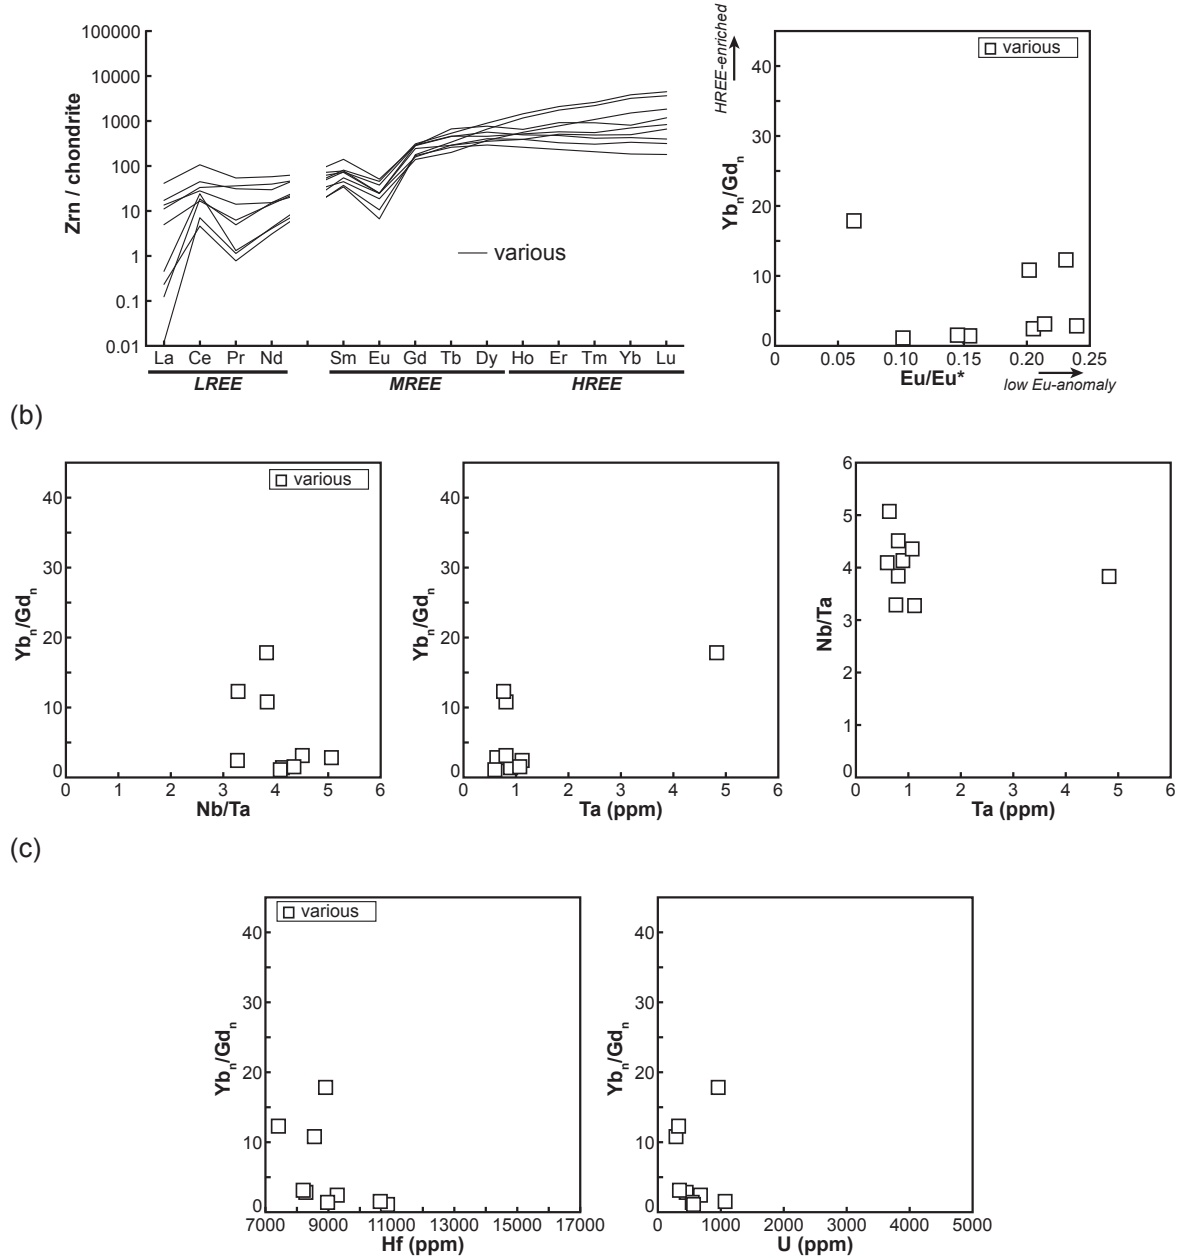 100000
10000
1000
100
10
1
0.1
0.01
Zrn / chondrite
various
La Ce Pr Nd Sm Eu Gd Tb Dy Ho Er Tm Yb Lu
LREE MREE HREE
HREE-enriched
various
40
30
20
10
0
Ybn/Gdn
0 0.05 0.10 0.15 0.20 0.25
Eu/Eu*
low Eu-anomaly
(b)
various
40
30
20
10
0
Ybn/Gdn
0 1 2 3 4 5 6
Nb/Ta
40
30
20
10
0
Ybn/Gdn
0 1 2 3 4 5 6
Ta (ppm)
6
5
4
3
2
1
0
Nb/Ta
0 1 2 3 4 5 6
Ta (ppm)
(c)
various
40
30
20
10
0
Ybn/Gdn
7000 9000 11000 13000 15000 17000
Hf (ppm)
40
30
20
10
0
Ybn/Gdn
0 1000 2000 3000 4000 5000
U (ppm)